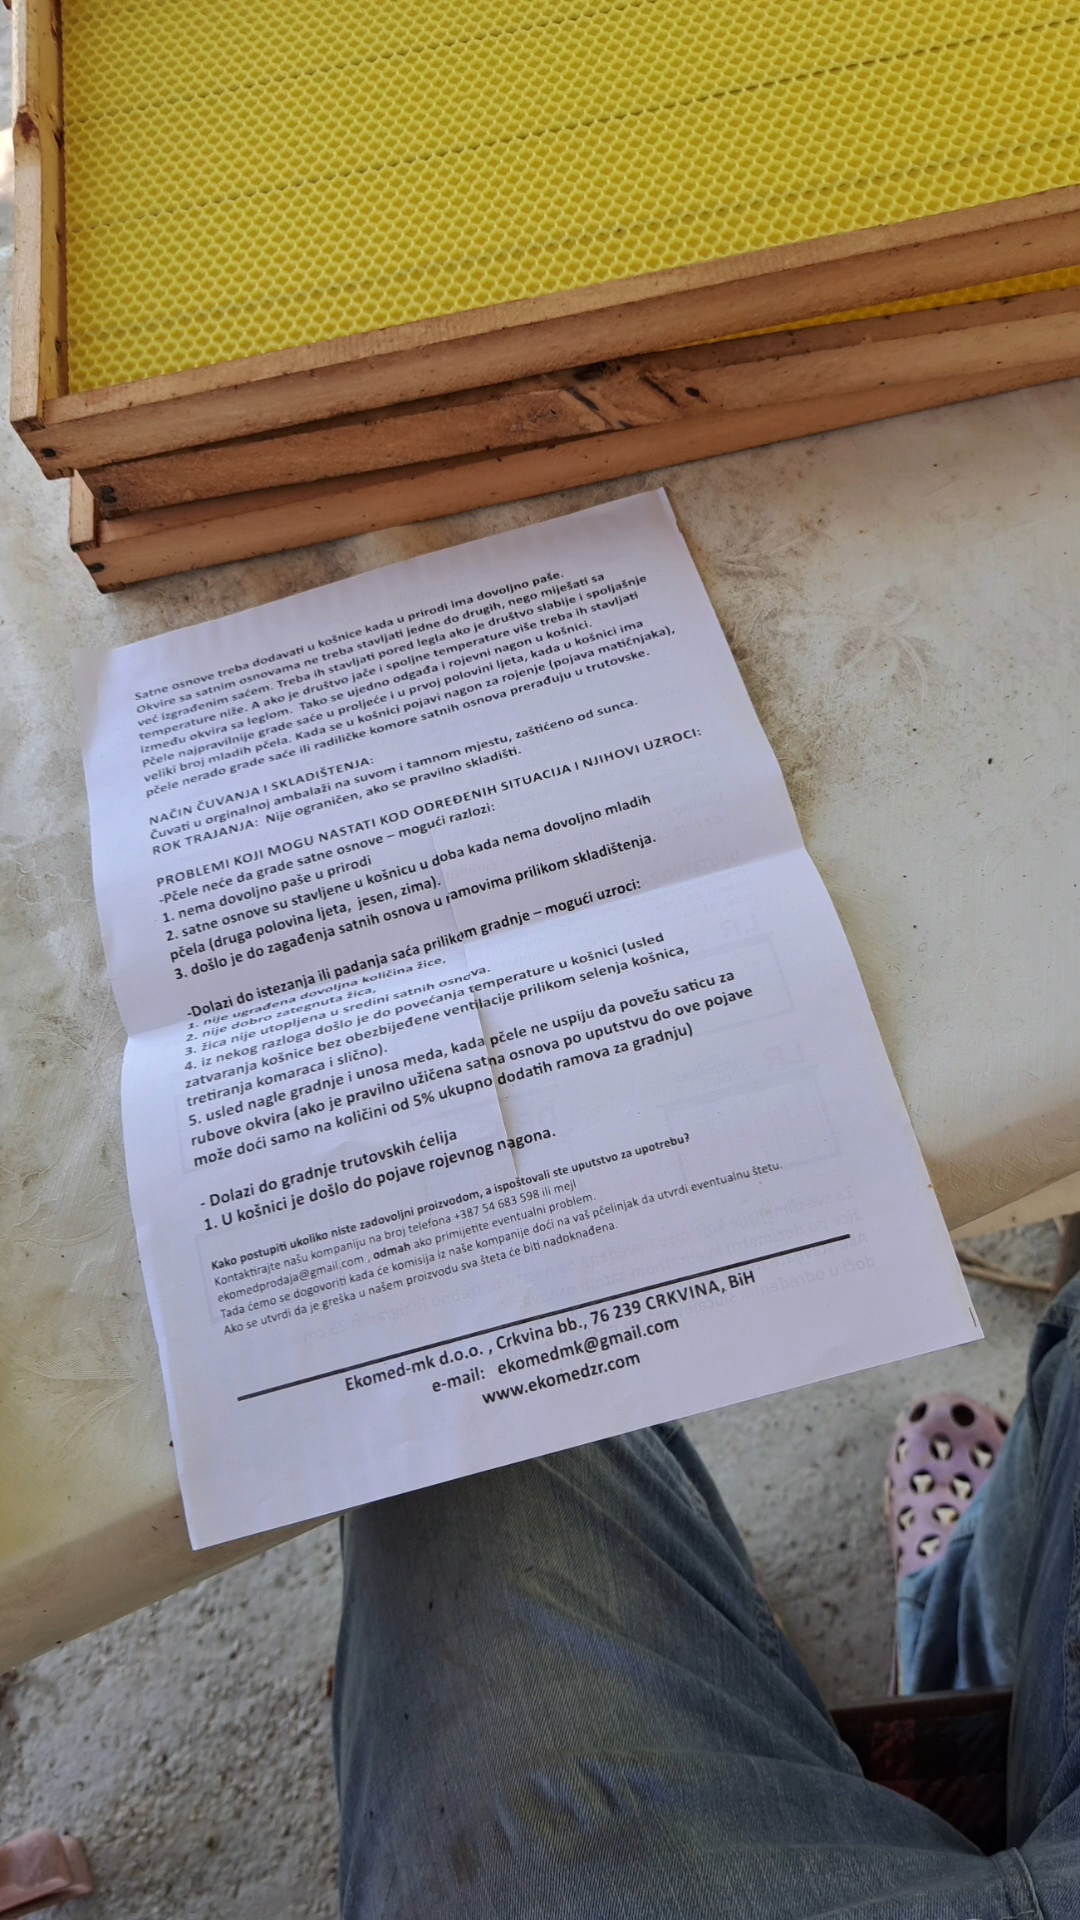 Satne osnove treba dodavati u košnice kada u prirodi ima dovoljno paše.
Okvire sa satnim osnovama ne treba stavljati jedne do drugih, nego miješati sa
već izgrađenim saćem. Treba ih stavljati pored legla ako je društvo slabije i spoljašnje
temperature niže. A ako je društvo jače i spoljne temperature više treba ih stavljati
između okvira sa leglom. Tako se ujedno odgađa i rojevni nagon u košnici.
Pčele najpravilnije grade saće u proljeće i u prvoj polovini ljeta, kada u košnici ima
veliki broj mladih pčela. Kada se u košnici pojavi nagon za rojenje (pojava matičnjaka),
pčele nerado grade saće ili radiličke komore satnih osnova prerađuju u trutovske.
NAČIN ČUVANJA I SKLADIŠTENJA:
Čuvati u orginalnoj ambalaži na suvom i tamnom mjestu, zaštićeno od sunca.
ROK TRAJANJA: Nije ograničen, ako se pravilno skladišti.
PROBLEMI KOJI MOGU NASTATI KOD ODREĐENIH SITUACIJA I NJIHOVI UZROCI:
-Pčele neće da grade satne osnove – mogući razlozi:
1. nema dovoljno paše u prirodi
2. satne osnove su stavljene u košnicu u doba kada nema dovoljno mladih
pčela (druga polovina ljeta, jesen, zima).
3. došlo je do zagađenja satnih osnova u ramovima prilikom skladištenja.
-Dolazi do istezanja ili padanja saća prilikom gradnje – mogući uzroci:
1. nije ugrađena dovoljna količina žice,
2. nije dobro zategnuta žica,
3. žica nije utopljena u sredini satnih osnova.
4. iz nekog razloga došlo je do povećanja temperature u košnici (usled
zatvaranja košnice bez obezbijeđene ventilacije prilikom selenja košnica,
tretiranja komaraca i slično).
5. usled nagle gradnje i unosa meda, kada pčele ne uspiju da povežu saticu za
rubove okvira (ako je pravilno užičena satna osnova po uputstvu do ove pojave
može doći samo na količini od 5% ukupno dodatih ramova za gradnju)
- Dolazi do gradnje trutovskih ćelija
1. U košnici je došlo do pojave rojevnog nagona.
Kako postupiti ukoliko niste zadovoljni proizvodom, a ispoštovali ste uputstvo za upotrebu?
Kontaktirajte našu kompaniju na broj telefona +387 54 683 598 ili mejl
ekomedprodaja@gmail.com , odmah ako primijetite eventualni problem.
Tada ćemo se dogovoriti kada će komisija iz naše kompanije doći na vaš pčelinjak da utvrdi eventualnu štetu.
Ako se utvrdi da je greška u našem proizvodu sva šteta će biti nadoknađena.
Ekomed-mk d.o.o. , Crkvina bb., 76 239 CRKVINA, BiH
e-mail: ekomedmk@gmail.com
www.ekomedzr.com